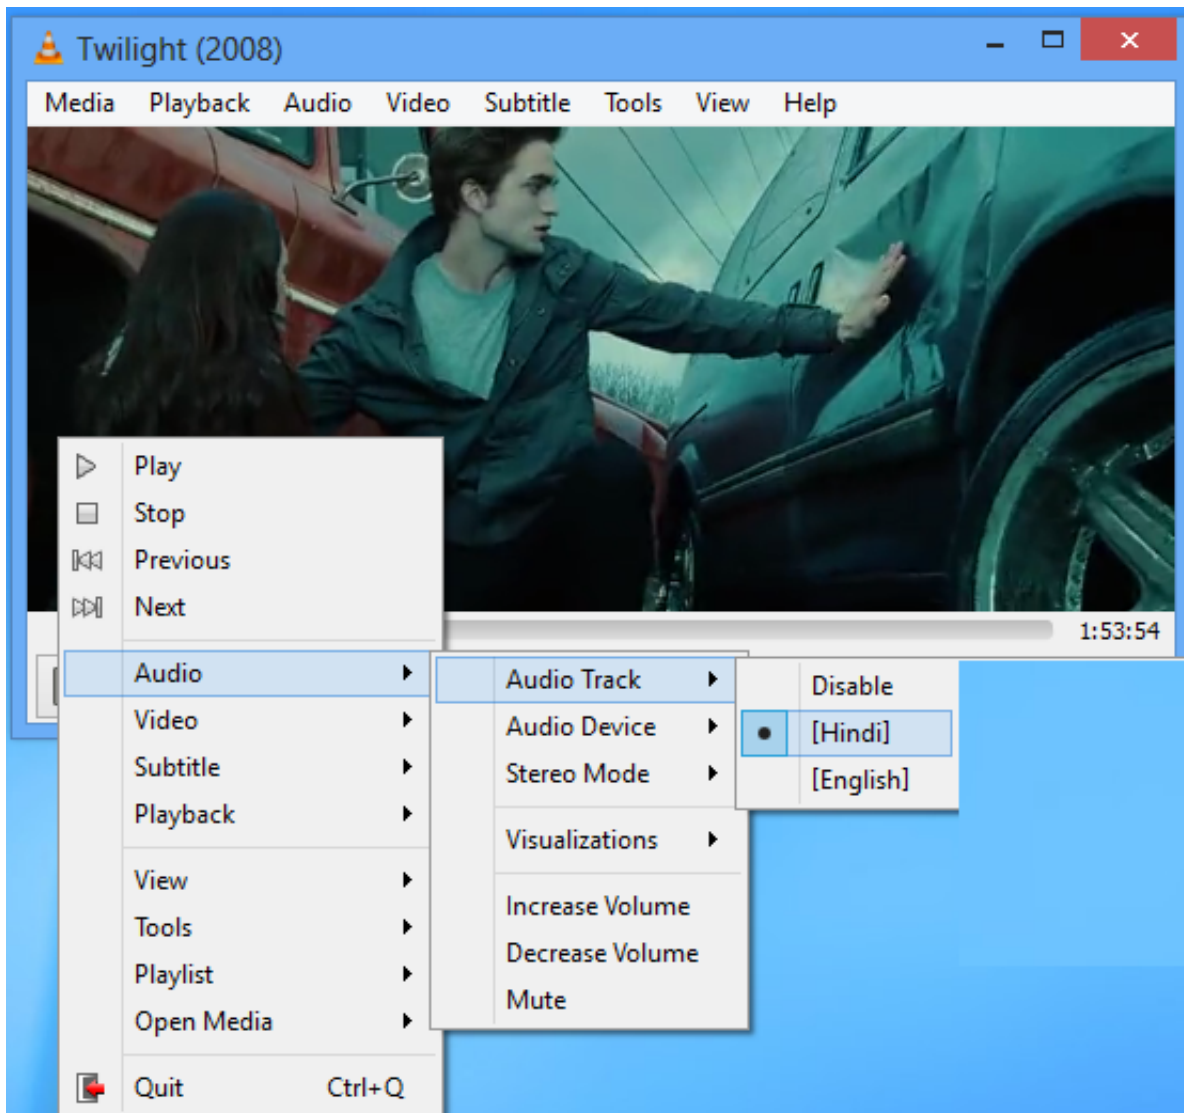 Twilight (2008)
Media Playback Audio Video Subtitle Tools View Help
1:53:54
Play
Stop
Previous
Next
Audio
Video
Subtitle
Playback
View
Tools
Playlist
Open Media
Quit Ctrl+Q
Audio Track
Audio Device
Stereo Mode
Visualizations
Increase Volume
Decrease Volume
Mute
Disable
[Hindi]
[English]